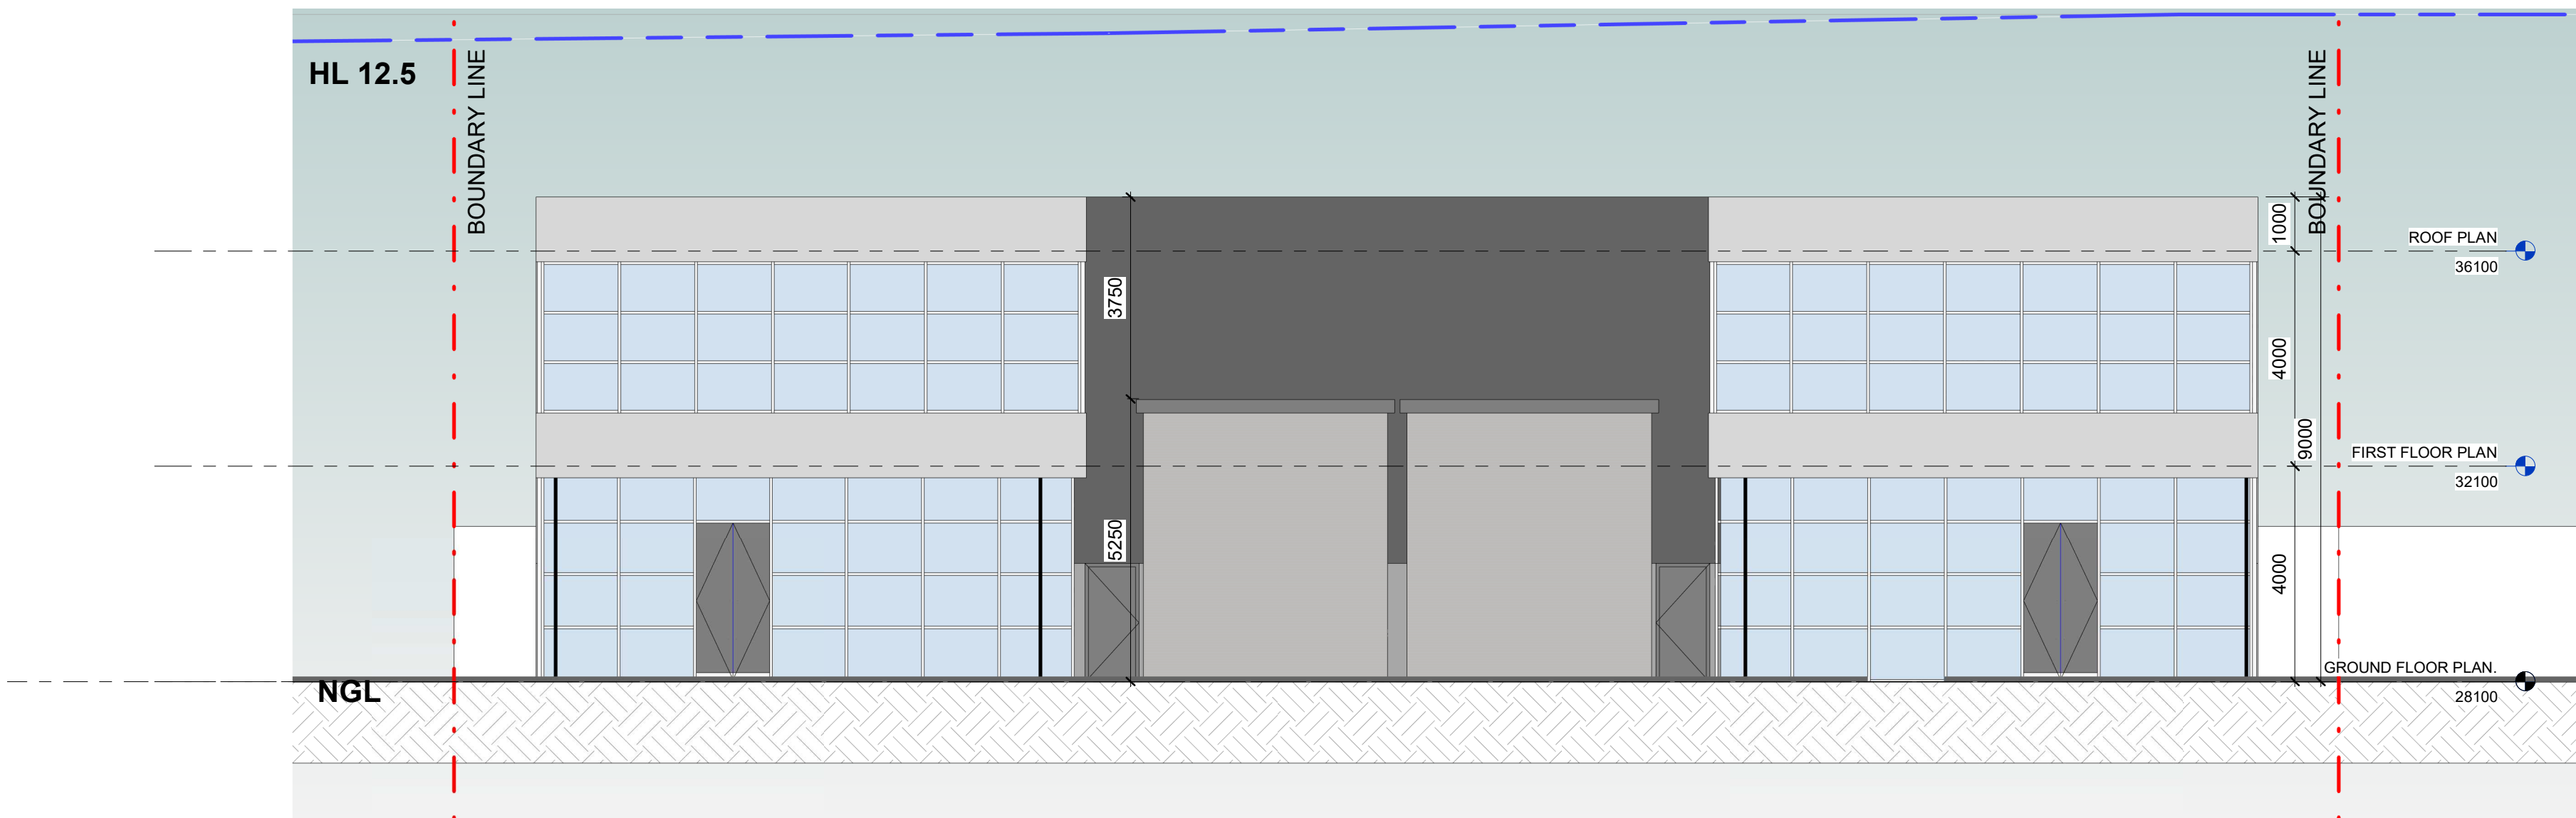 HL 12.5
BOUNDARY LINE
BOUNDARY LINE
1000
ROOF PLAN
36100
3750
4000
9000
FIRST FLOOR PLAN
32100
5250
4000
GROUND FLOOR PLAN.
28100
NGL